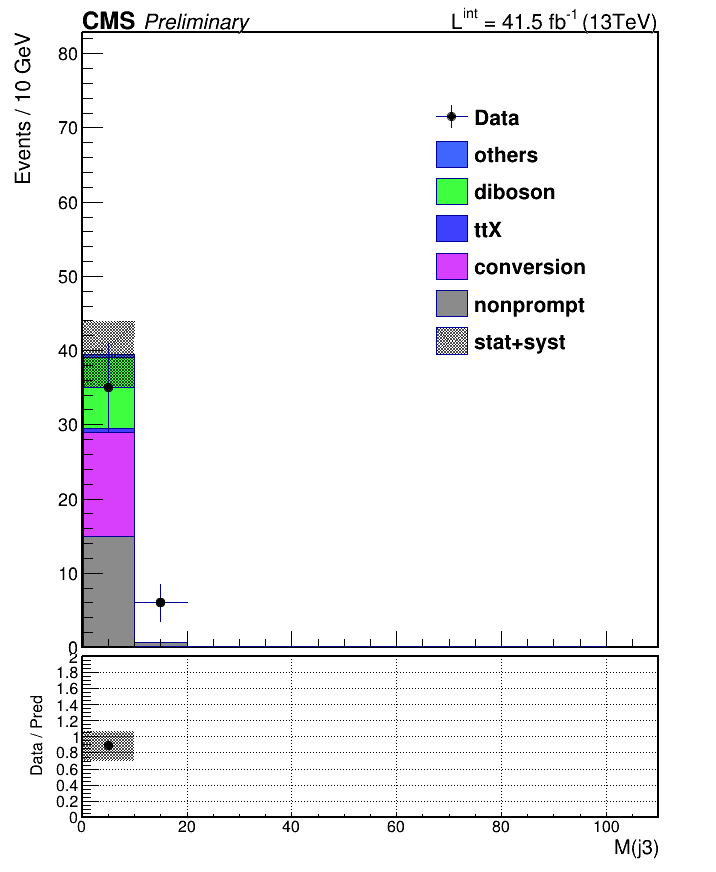 CMS Preliminary
L^int = 41.5 fb^-1 (13TeV)
Events / 10 GeV
80
70
60
50
40
30
20
10
0
Data
others
diboson
ttX
conversion
nonprompt
stat+syst
Data / Pred
2
1.8
1.6
1.4
1.2
1
0.8
0.6
0.4
0.2
0
0 20 40 60 80 100
M(j3)